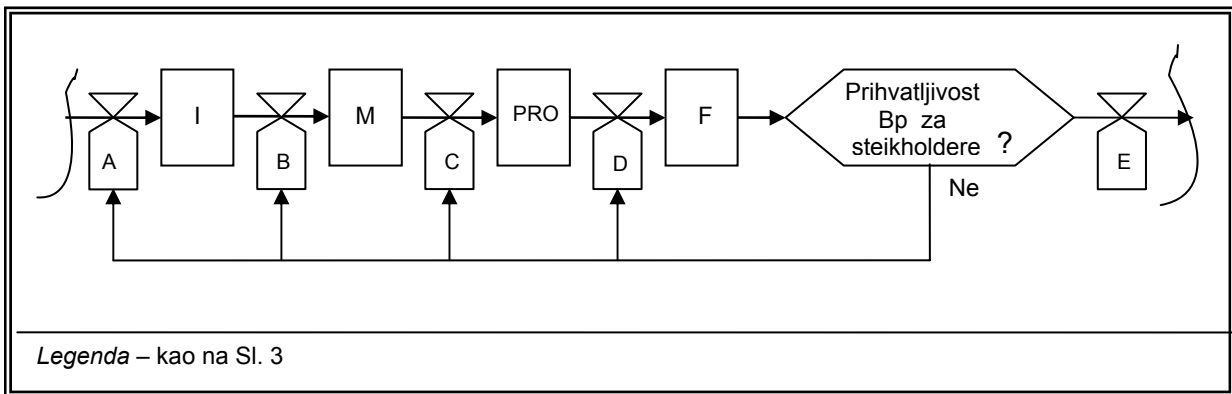 I
M
PRO
F
Prihvatljivost
Bp za
steikholdere ?
A
B
C
D
E
Ne
Legenda – kao na Sl. 3